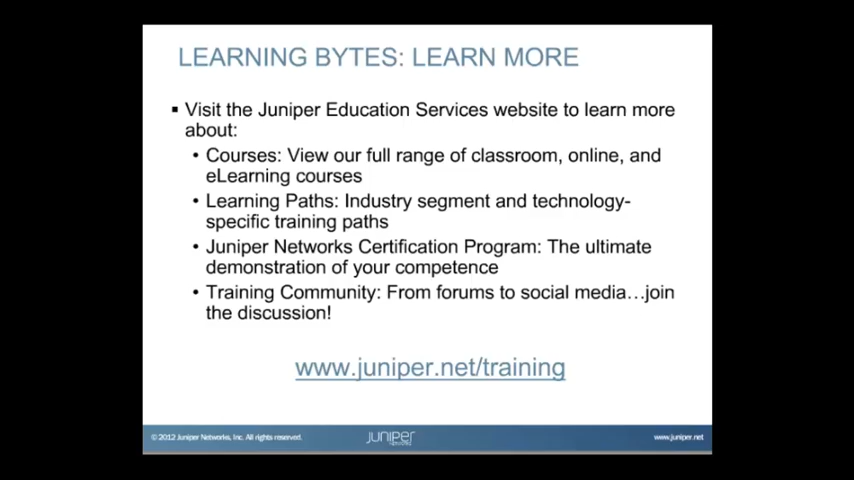 LEARNING BYTES: LEARN MORE
▪ Visit the Juniper Education Services website to learn more
about:
• Courses: View our full range of classroom, online, and
eLearning courses
• Learning Paths: Industry segment and technology-
specific training paths
• Juniper Networks Certification Program: The ultimate
demonstration of your competence
• Training Community: From forums to social media…join
the discussion!
www.juniper.net/training
© 2012 Juniper Networks, Inc. All rights reserved.
JUNIPER
NETWORKS
www.juniper.net